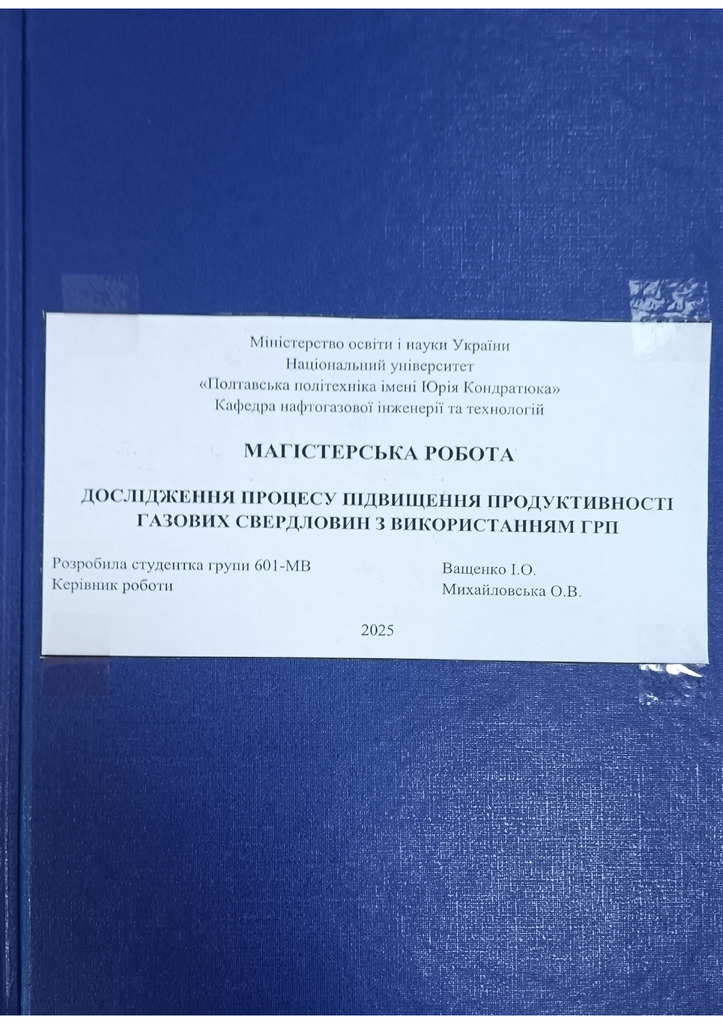 Міністерство освіти і науки України
Національний університет
«Полтавська політехніка імені Юрія Кондратюка»
Кафедра нафтогазової інженерії та технологій
МАГІСТЕРСЬКА РОБОТА
ДОСЛІДЖЕННЯ ПРОЦЕСУ ПІДВИЩЕННЯ ПРОДУКТИВНОСТІ
ГАЗОВИХ СВЕРДЛОВИН З ВИКОРИСТАННЯМ ГРП
Розробила студентка групи 601-МВ Ващенко І.О.
Керівник роботи Михайловська О.В.
2025